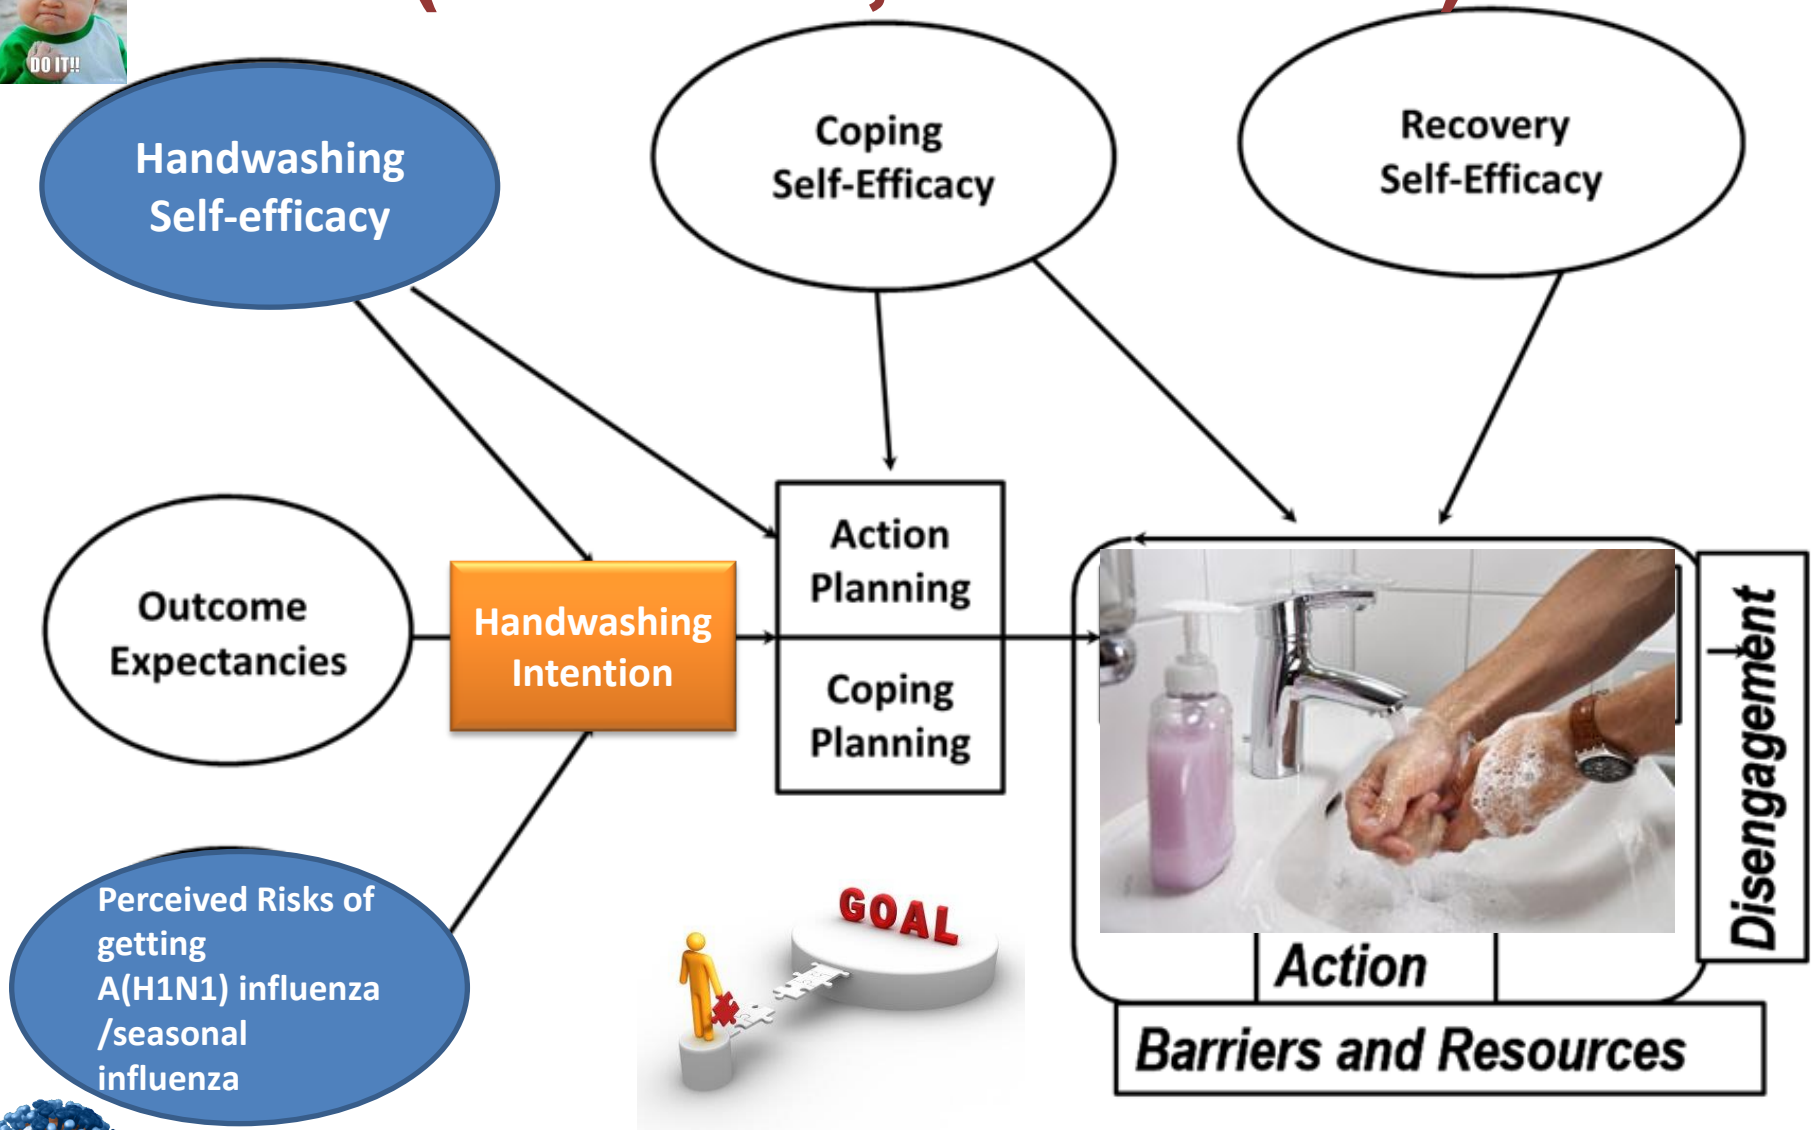 DO IT!!
Handwashing
Self-efficacy
Coping
Self-Efficacy
Recovery
Self-Efficacy
Outcome
Expectancies
Handwashing
Intention
Action
Planning
Coping
Planning
Perceived Risks of
getting
A(H1N1) influenza
/seasonal
influenza
GOAL
Action
Barriers and Resources
Disengagement